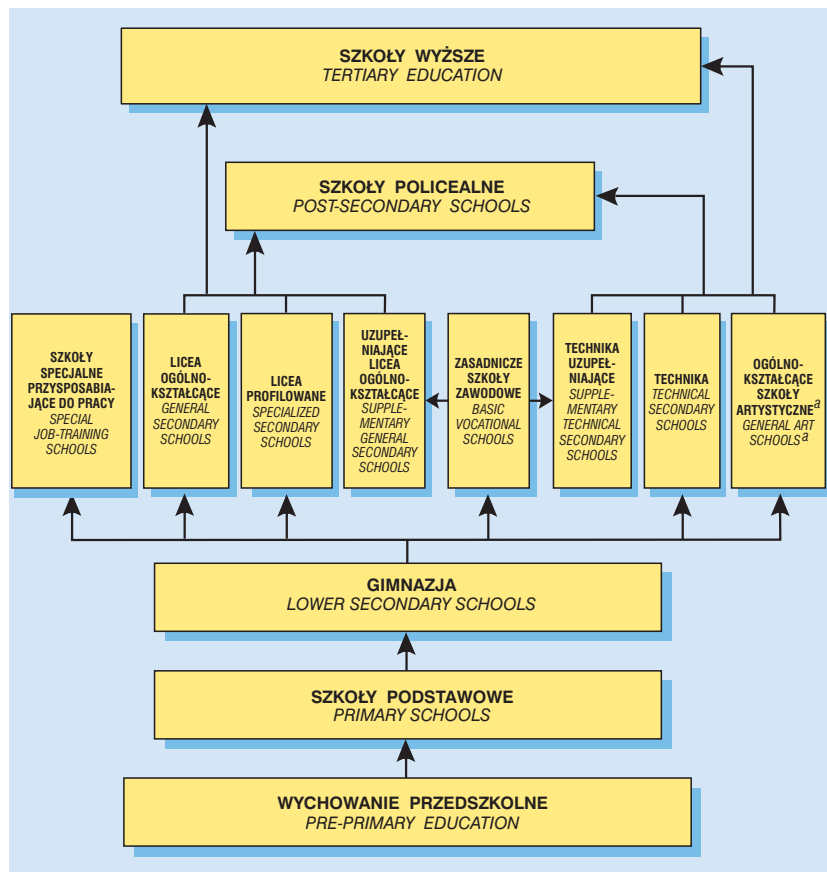 SZKOŁY WYŻSZE
TERTIARY EDUCATION
SZKOŁY POLICEALNE
POST-SECONDARY SCHOOLS
SZKOŁY
SPECJALNE
PRZYSPOSABIA-
JĄCE DO PRACY
SPECIAL
JOB-TRAINING
SCHOOLS
LICEA
OGÓLNO-
KSZTAŁCĄCE
GENERAL
SECONDARY
SCHOOLS
LICEA
PROFILOWANE
SPECIALIZED
SECONDARY
SCHOOLS
UZUPEŁ-
NIAJĄCE
LICEA
OGÓLNO-
KSZTAŁCĄCE
SUPPLE-
MENTARY
GENERAL
SECONDARY
SCHOOLS
ZASADNICZE
SZKOŁY
ZAWODOWE
BASIC
VOCATIONAL
SCHOOLS
TECHNIKA
UZUPEŁ-
NIAJĄCE
SUPPLE-
MENTARY
TECHNICAL
SECONDARY
SCHOOLS
TECHNIKA
TECHNICAL
SECONDARY
SCHOOLS
OGÓLNO-
KSZTAŁCĄCE
SZKOŁY
ARTYSTYCZNEa
GENERAL ART
SCHOOLSa
GIMNAZJA
LOWER SECONDARY SCHOOLS
SZKOŁY PODSTAWOWE
PRIMARY SCHOOLS
WYCHOWANIE PRZEDSZKOLNE
PRE-PRIMARY EDUCATION